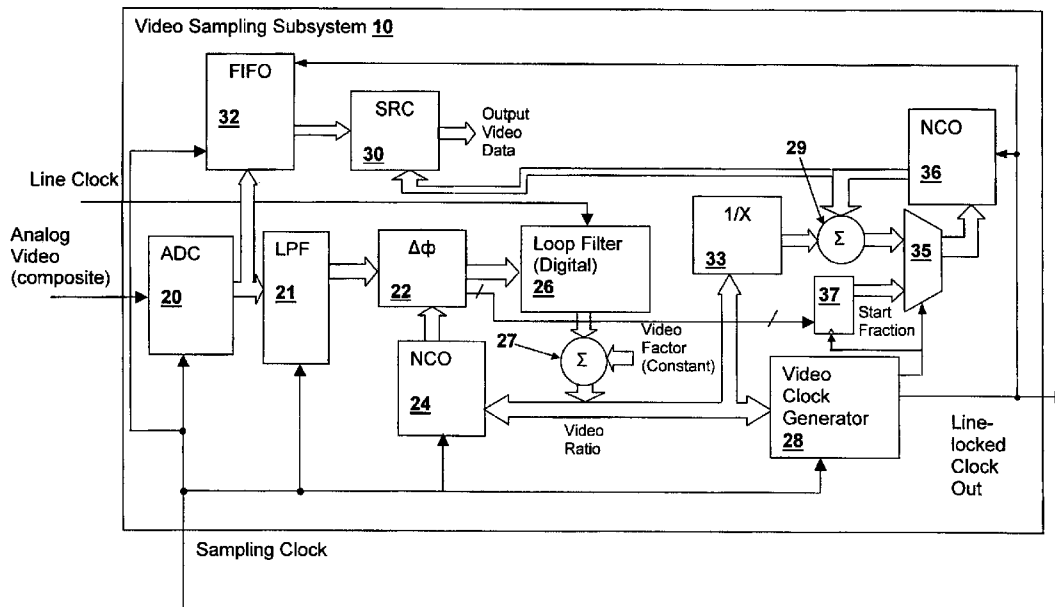 Video Sampling Subsystem 10
FIFO
32
SRC
30
Output
Video
Data
NCO
36
29
Line Clock
1/X
33
Σ
35
Analog
Video
(composite)
ADC
20
LPF
21
Δϕ
22
Loop Filter
(Digital)
26
37
Start
Fraction
27
Σ
Video
Factor
(Constant)
NCO
24
Video
Ratio
Video
Clock
Generator
28
Line-
locked
Clock
Out
Sampling Clock